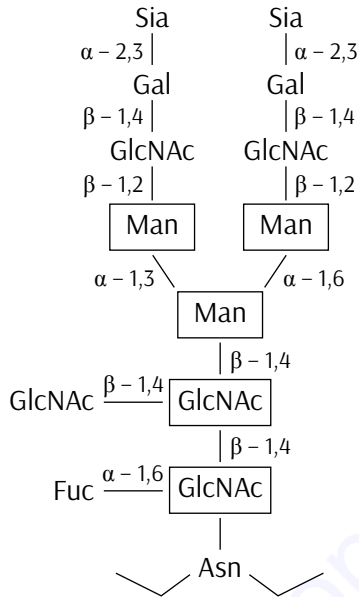 Sia Sia
α – 2,3 α – 2,3
Gal Gal
β – 1,4 β – 1,4
GlcNAc GlcNAc
β – 1,2 β – 1,2
Man Man
α – 1,3 α – 1,6
Man
β – 1,4
GlcNAc β – 1,4 GlcNAc
β – 1,4
Fuc α – 1,6 GlcNAc
Asn